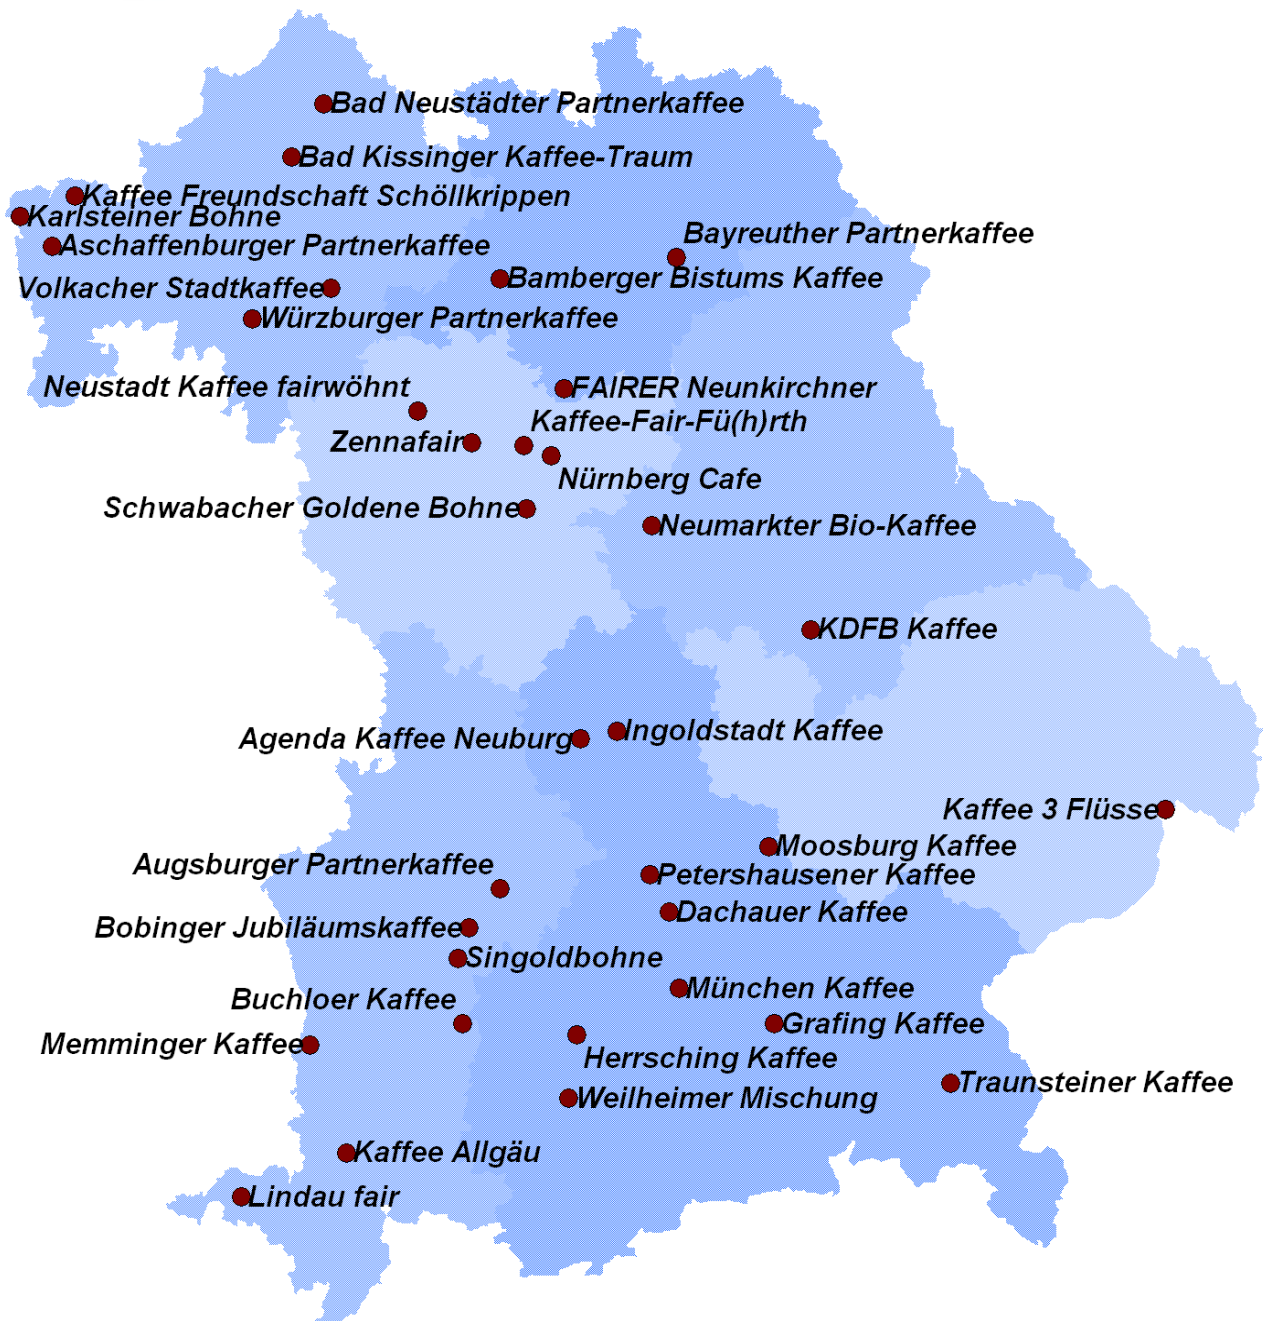 Bad Neustädter Partnerkaffee
Bad Kissinger Kaffee-Traum
Kaffee Freundschaft Schöllkrippen
Karlsteiner Bohne
Bayreuther Partnerkaffee
Aschaffenburger Partnerkaffee
Bamberger Bistums Kaffee
Volkacher Stadtkaffee
Würzburger Partnerkaffee
Neustadt Kaffee fairwöhnt
FAIRER Neunkirchner
Kaffee-Fair-Fü(h)rth
Zennafair
Nürnberg Cafe
Schwabacher Goldene Bohne
Neumarkter Bio-Kaffee
KDFB Kaffee
Ingoldstadt Kaffee
Agenda Kaffee Neuburg
Kaffee 3 Flüsse
Moosburg Kaffee
Augsburger Partnerkaffee
Petershausener Kaffee
Dachauer Kaffee
Bobinger Jubiläumskaffee
Singoldbohne
München Kaffee
Buchloer Kaffee
Grafing Kaffee
Memminger Kaffee
Herrsching Kaffee
Traunsteiner Kaffee
Weilheimer Mischung
Kaffee Allgäu
Lindau fair